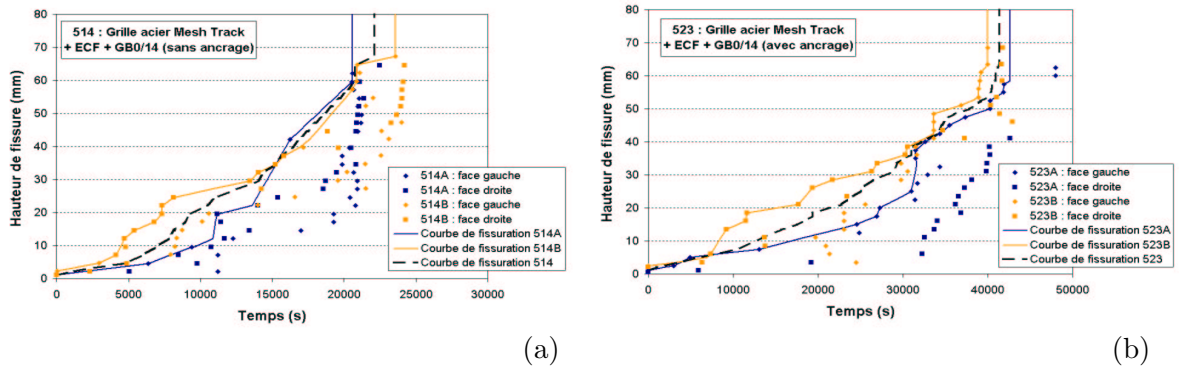 514 : Grille acier Mesh Track
+ ECF + GB0/14 (sans ancrage)
Hauteur de fissure (mm)
80
70
60
50
40
30
20
10
0
514A : face gauche
514A : face droite
514B : face gauche
514B : face droite
Courbe de fissuration 514A
Courbe de fissuration 514B
Courbe de fissuration 514
0
5000
10000
15000
20000
25000
30000
Temps (s)
(a)
523 : Grille acier Mesh Track
+ ECF + GB0/14 (avec ancrage)
Hauteur de fissure (mm)
80
70
60
50
40
30
20
10
0
523A : face gauche
523A : face droite
523B : face gauche
523B : face droite
Courbe de fissuration 523A
Courbe de fissuration 523B
Courbe de fissuration 523
0
10000
20000
30000
40000
50000
Temps (s)
(b)